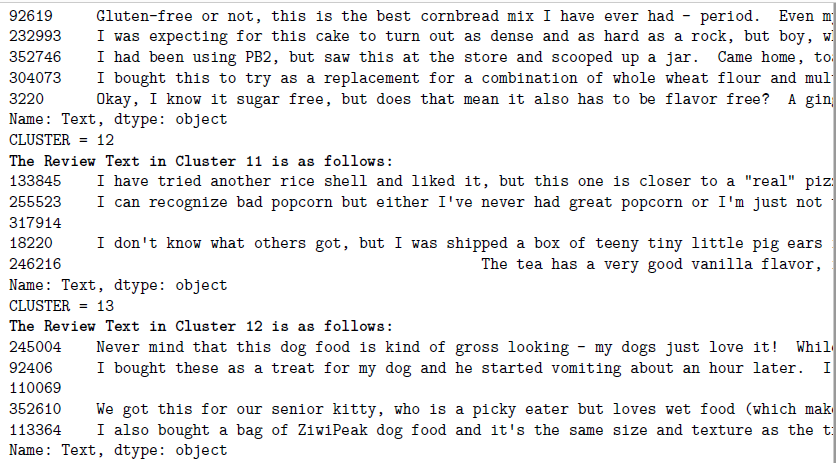 92619 Gluten-free or not, this is the best cornbread mix I have ever had - period. Even
232993 I was expecting for this cake to turn out as dense and as hard as a rock, but boy,
352746 I had been using PB2, but saw this at the store and scooped up a jar. Came home,
304073 I bought this to try as a replacement for a combination of whole wheat flour and
3220 Okay, I know it sugar free, but does that mean it also has to be flavor free? A
Name: Text, dtype: object
CLUSTER = 12
The Review Text in Cluster 11 is as follows:
133845 I have tried another rice shell and liked it, but this one is closer to a "real"
255523 I can recognize bad popcorn but either I've never had great popcorn or I'm just not
317914
18220 I don't know what others got, but I was shipped a box of teeny tiny little pig ears
246216 The tea has a very good vanilla flavor,
Name: Text, dtype: object
CLUSTER = 13
The Review Text in Cluster 12 is as follows:
245004 Never mind that this dog food is kind of gross looking - my dogs just love it!
92406 I bought these as a treat for my dog and he started vomiting about an hour later. I
110069
352610 We got this for our senior kitty, who is a picky eater but loves wet food (which
113364 I also bought a bag of ZiwiPeak dog food and it's the same size and texture as the
Name: Text, dtype: object